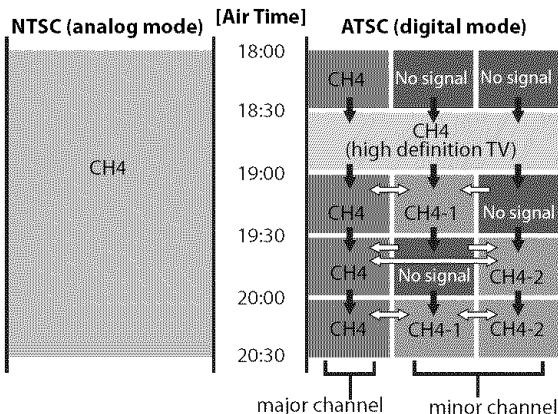 NTSC (analog mode) [Air Time] ATSC (digital mode)
18:00
CH4 No signal No signal
18:30
CH4
(high definition TV)
CH4
19:00
CH4 CH4-1 No signal
19:30
CH4 No signal CH4-2
20:00
CH4 CH4-1 CH4-2
20:30
major channel minor channel